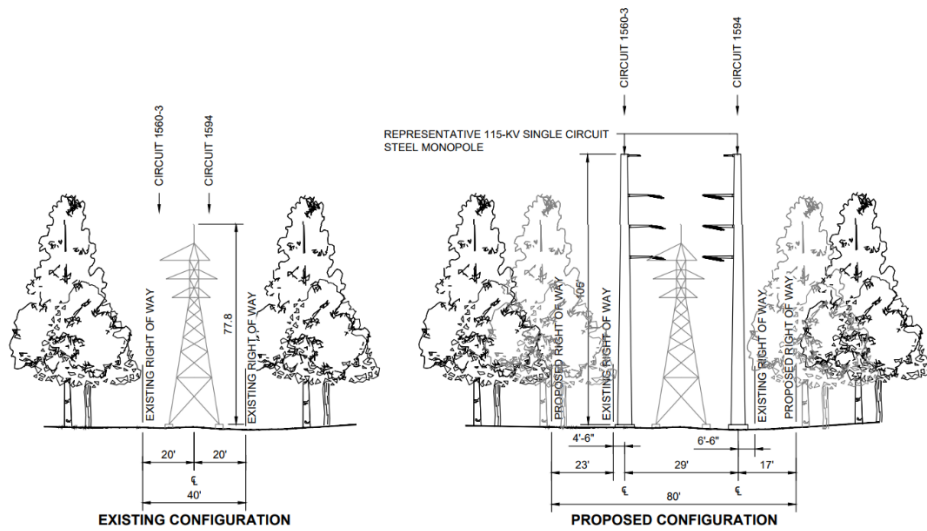 CIRCUIT 1560-3
CIRCUIT 1594
EXISTING RIGHT OF WAY
77.8
EXISTING RIGHT OF WAY
20'
20'
℄
40'
EXISTING CONFIGURATION
CIRCUIT 1560-3
CIRCUIT 1594
REPRESENTATIVE 115-KV SINGLE CIRCUIT
STEEL MONOPOLE
PROPOSED RIGHT OF WAY
105'
EXISTING RIGHT OF WAY
EXISTING RIGHT OF WAY
PROPOSED RIGHT OF WAY
4'-6"
6'-6"
23'
29'
17'
℄
℄
80'
PROPOSED CONFIGURATION